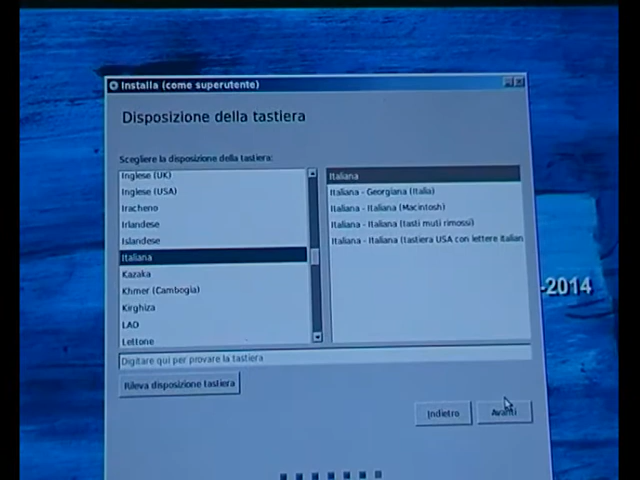 Installa (come superutente)
Disposizione della tastiera
Scegliere la disposizione della tastiera:
Inglese (UK)
Inglese (USA)
Iracheno
Irlandese
Islandese
Italiana
Kazaka
Khmer (Cambogia)
Kirghiza
LAO
Lettone
Italiana
Italiana - Georgiana (Italia)
Italiana - Italiana (Macintosh)
Italiana - Italiana (tasti muti rimossi)
Italiana - Italiana (tastiera USA con lettere italian
-2014
Digitare qui per provare la tastiera
Rileva disposizione tastiera
Indietro
Avanti